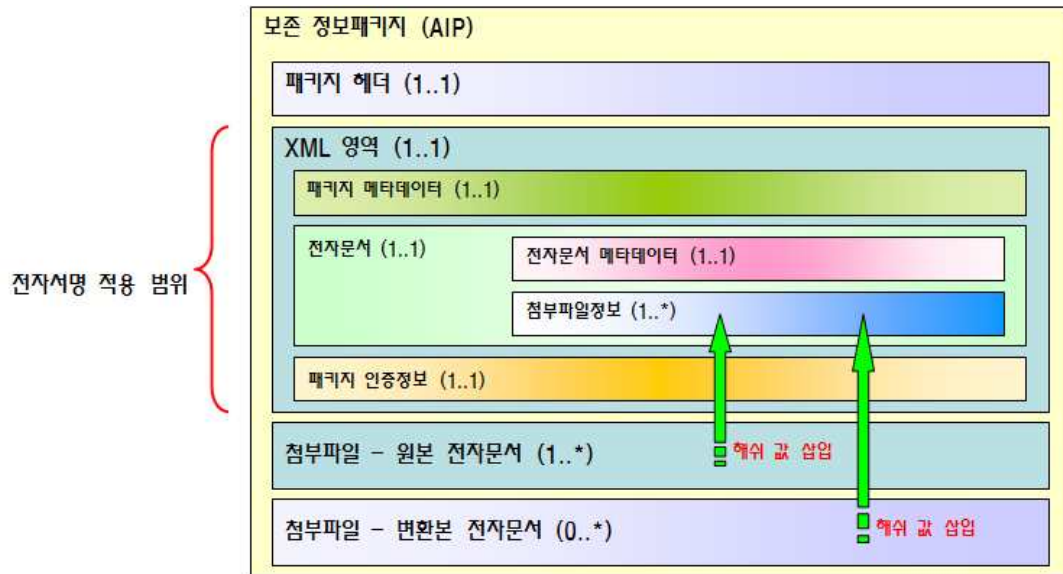 보존 정보패키지 (AIP)
패키지 헤더 (1..1)
XML 영역 (1..1)
패키지 메타데이터 (1..1)
전자문서 (1..1)
전자문서 메타데이터 (1..1)
첨부파일정보 (1..*)
전자서명 적용 범위
패키지 인증정보 (1..1)
첨부파일 – 원본 전자문서 (1..*)
해쉬 값 삽입
첨부파일 – 변환본 전자문서 (0..*)
해쉬 값 삽입